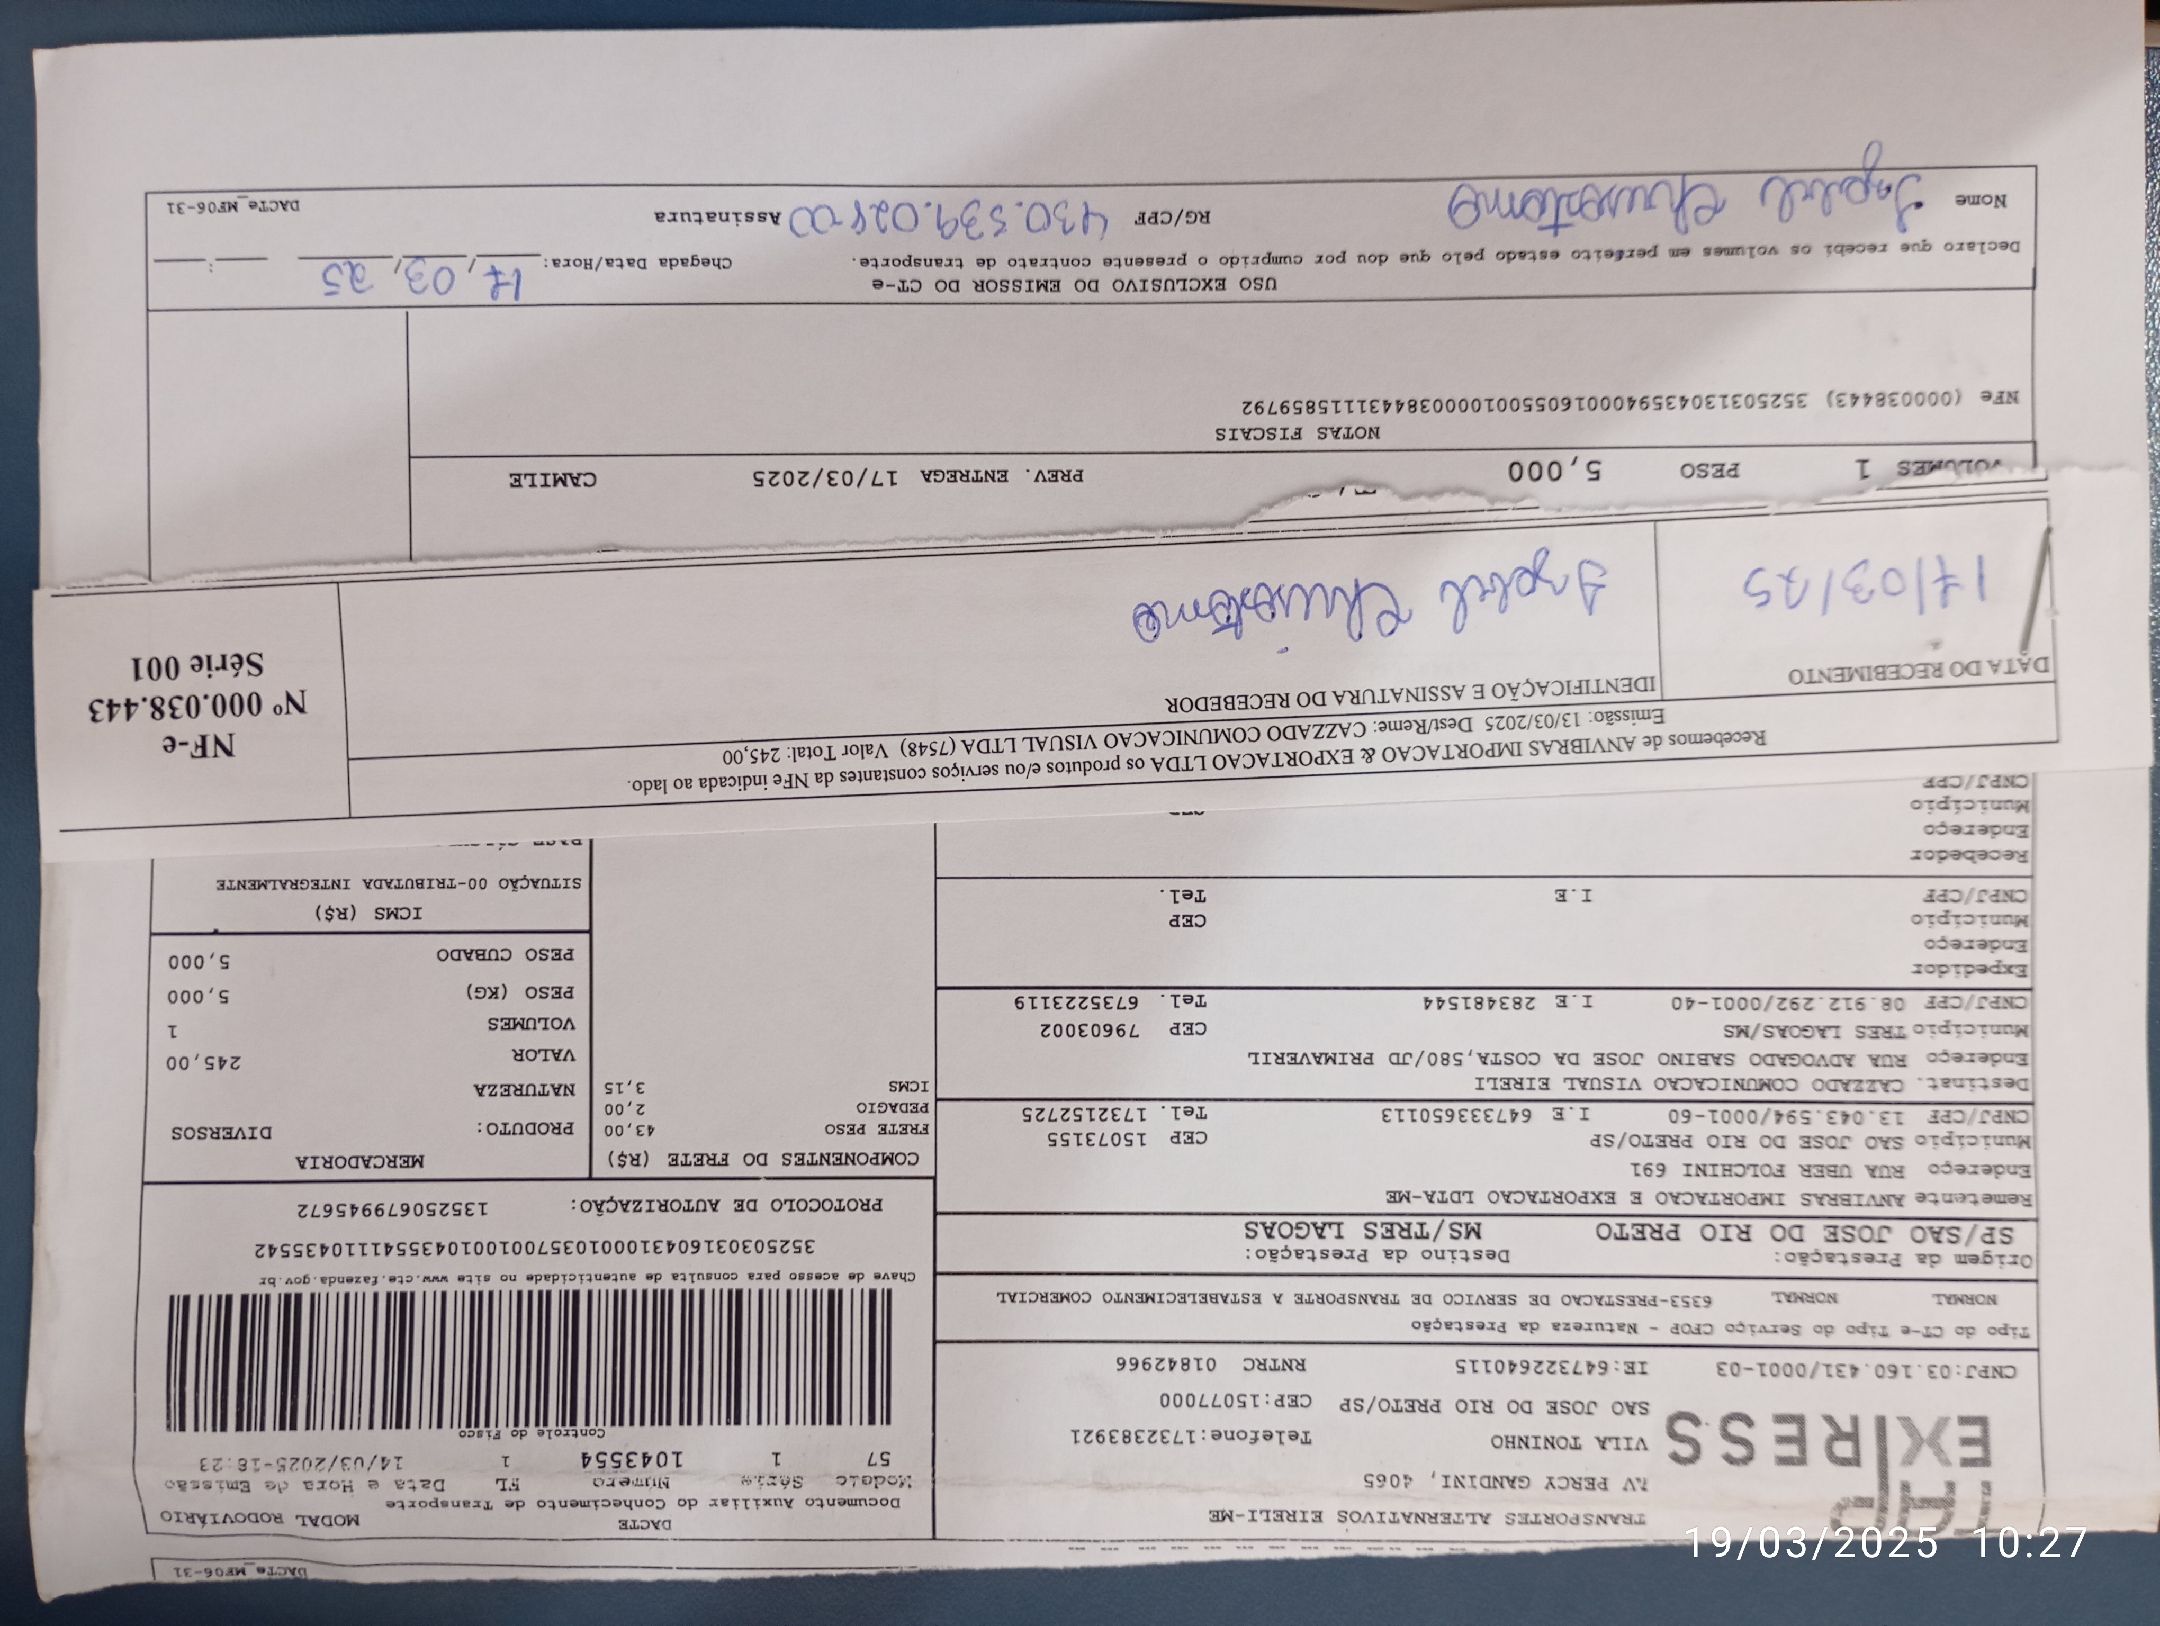 DACTe_MF06-31
TRANSPORTES ALTERNATIVOS EIRELI-ME
EXPRESS
AV PERCY GANDINI, 4065
VILA TONINHO
Telefone:1732383921
SAO JOSE DO RIO PRETO/SP CEP:15077000
CNPJ:03.160.431/0001-03 IE:647322640115 RNTRC 01842966
DACTE MODAL RODOVIÁRIO
Documento Auxiliar do Conhecimento de Transporte
Modelo Série Número FL Data e Hora de Emissão
57 1 1043554 1 14/03/2025-18:23
Controle do Fisco
Chave de acesso para consulta de autenticidade no site www.cte.fazenda.gov.br
35250303160431000103570010010435541110435542
PROTOCOLO DE AUTORIZAÇÃO: 135250679945672
Tipo do CT-e Tipo do Serviço CFOP - Natureza da Prestação
NORMAL NORMAL 6353-PRESTACAO DE SERVICO DE TRANSPORTE A ESTABELECIMENTO COMERCIAL
Origem da Prestação: Destino da Prestação:
SP/SAO JOSE DO RIO PRETO MS/TRES LAGOAS
Remetente ANVIBRAS IMPORTACAO E EXPORTACAO LDTA-ME
Endereço RUA UBER FOLCHINI 691
Município SAO JOSE DO RIO PRETO/SP CEP 15073155
CNPJ/CPF 13.043.594/0001-60 I.E 647333650113 Tel. 1732152725
Destinat. CAZZADO COMUNICACAO VISUAL EIRELI
Endereço RUA ADVOGADO SABINO JOSE DA COSTA,580/JD PRIMAVERIL
Município TRES LAGOAS/MS CEP 79603002
CNPJ/CPF 08.912.292/0001-40 I.E 283481544 Tel. 6735223119
Expedidor
Endereço
Município CEP
CNPJ/CPF I.E Tel.
Recebedor
Endereço
Município
CNPJ/CPF
COMPONENTES DO FRETE (R$)
FRETE PESO 43,00
PEDAGIO 2,00
ICMS 3,15
MERCADORIA
PRODUTO: DIVERSOS
NATUREZA
VALOR 245,00
VOLUMES 1
PESO (KG) 5,000
PESO CUBADO 5,000
ICMS (R$)
SITUAÇÃO 00-TRIBUTADA INTEGRALMENTE
Recebemos de ANVIBRAS IMPORTACAO & EXPORTACAO LTDA os produtos e/ou serviços constantes da NFe indicada ao lado.
Emissão: 13/03/2025 Dest/Reme: CAZZADO COMUNICACAO VISUAL LTDA (7548) Valor Total: 245,00
DATA DO RECEBIMENTO
17/03/25
IDENTIFICAÇÃO E ASSINATURA DO RECEBEDOR
NF-e
Nº 000.038.443
Série 001
VOLUMES 1 PESO 5,000 PREV. ENTREGA 17/03/2025 CAMILE
NOTAS FISCAIS
NFe (000038443) 35250313043594000160550010000384431115859792
USO EXCLUSIVO DO EMISSOR DO CT-e
Declaro que recebi os volumes em perfeito estado pelo que dou por cumprido o presente contrato de transporte. Chegada Data/Hora: 17/03/25
Nome RG/CPF 430.539.028-00 Assinatura
DACTe_MF06-31
19/03/2025 10:27